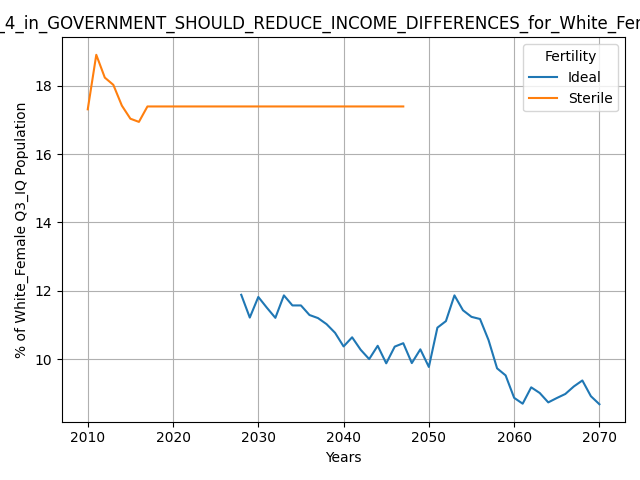 _4_in_GOVERNMENT_SHOULD_REDUCE_INCOME_DIFFERENCES_for_White_Fe
Fertility
Ideal
Sterile
% of White_Female Q3_IQ Population
18
16
14
12
10
2010 2020 2030 2040 2050 2060 2070
Years